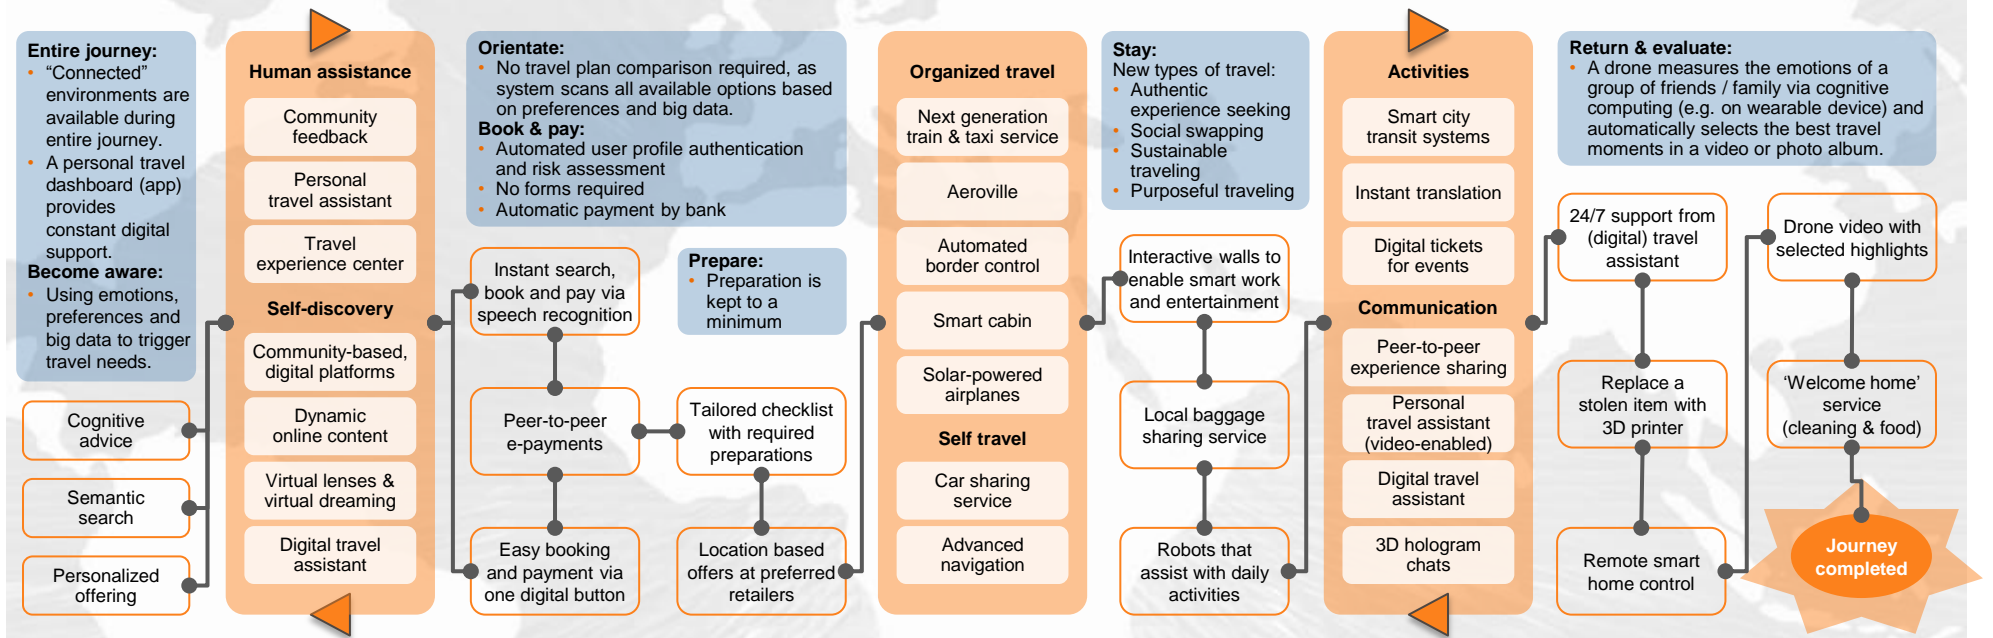 Entire journey:
• “Connected”
environments are
available during
entire journey.
• A personal travel
dashboard (app)
provides
constant digital
support.
Become aware:
• Using emotions,
preferences and
big data to trigger
travel needs.
Cognitive
advice
Semantic
search
Personalized
offering
Human assistance
Community
feedback
Personal
travel assistant
Travel
experience center
Self-discovery
Community-based,
digital platforms
Dynamic
online content
Virtual lenses &
virtual dreaming
Digital travel
assistant
Orientate:
• No travel plan comparison required, as
system scans all available options based
on preferences and big data.
Book & pay:
• Automated user profile authentication
and risk assessment
• No forms required
• Automatic payment by bank
Instant search,
book and pay via
speech recognition
Peer-to-peer
e-payments
Easy booking
and payment via
one digital button
Prepare:
• Preparation is
kept to a
minimum
Tailored checklist
with required
preparations
Location based
offers at preferred
retailers
Organized travel
Next generation
train & taxi service
Aeroville
Automated
border control
Smart cabin
Solar-powered
airplanes
Self travel
Car sharing
service
Advanced
navigation
Stay:
New types of travel:
• Authentic
experience seeking
• Social swapping
• Sustainable
traveling
• Purposeful traveling
Interactive walls to
enable smart work
and entertainment
Local baggage
sharing service
Robots that
assist with daily
activities
Activities
Smart city
transit systems
Instant translation
Digital tickets
for events
Communication
Peer-to-peer
experience sharing
Personal
travel assistant
(video-enabled)
Digital travel
assistant
3D hologram
chats
Return & evaluate:
• A drone measures the emotions of a
group of friends / family via cognitive
computing (e.g. on wearable device) and
automatically selects the best travel
moments in a video or photo album.
24/7 support from
(digital) travel
assistant
Replace a
stolen item with
3D printer
Remote smart
home control
Drone video with
selected highlights
‘Welcome home’
service
(cleaning & food)
Journey
completed